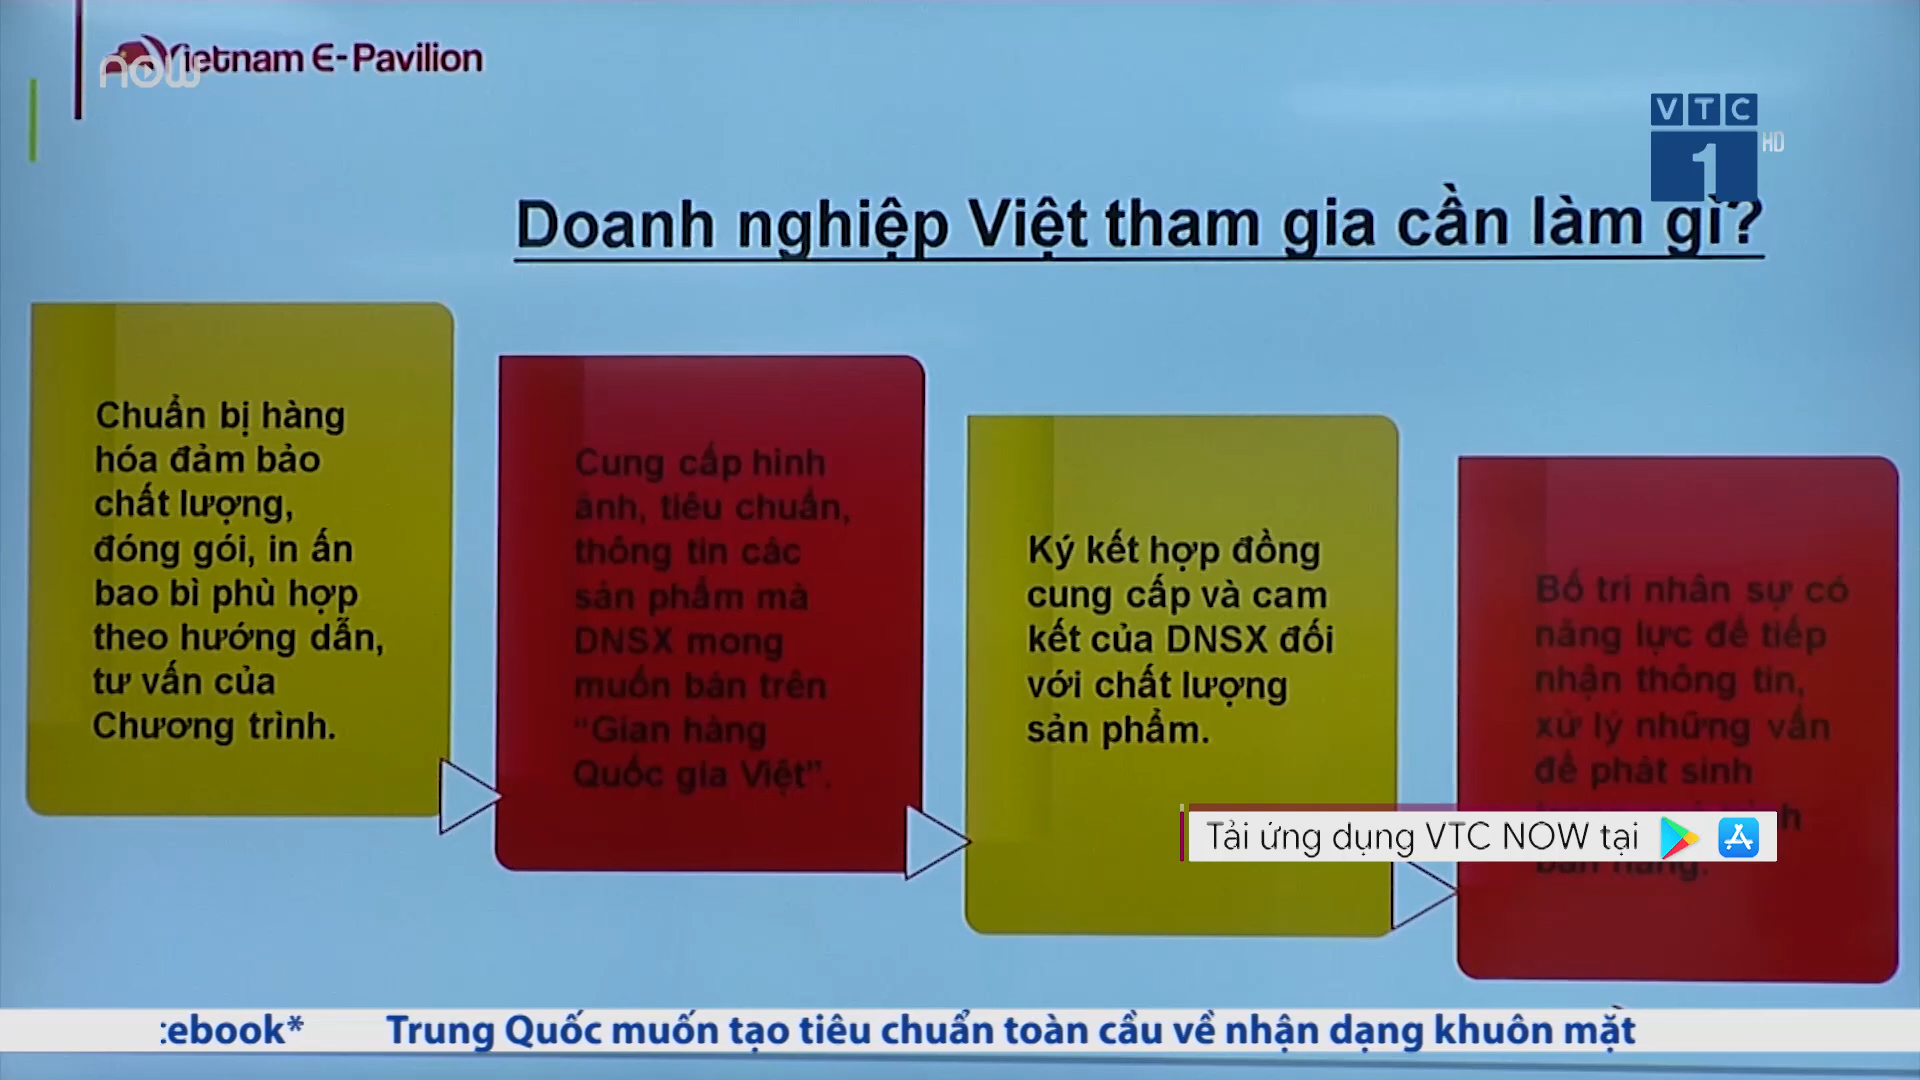 Vietnam E-Pavilion
now
VTC
1
HD
Doanh nghiệp Việt tham gia cần làm gì?
Chuẩn bị hàng
hóa đảm bảo
chất lượng,
đóng gói, in ấn
bao bì phù hợp
theo hướng dẫn,
tư vấn của
Chương trình.
Cung cấp hình
ảnh, tiêu chuẩn,
thông tin các
sản phẩm mà
DNSX mong
muốn bán trên
“Gian hàng
Quốc gia Việt”.
Ký kết hợp đồng
cung cấp và cam
kết của DNSX đối
với chất lượng
sản phẩm.
Bố trí nhân sự có
năng lực để tiếp
nhận thông tin,
xử lý những vấn
đề phát sinh
bán hàng.
Tải ứng dụng VTC NOW tại
cebook* Trung Quốc muốn tạo tiêu chuẩn toàn cầu về nhận dạng khuôn mặt